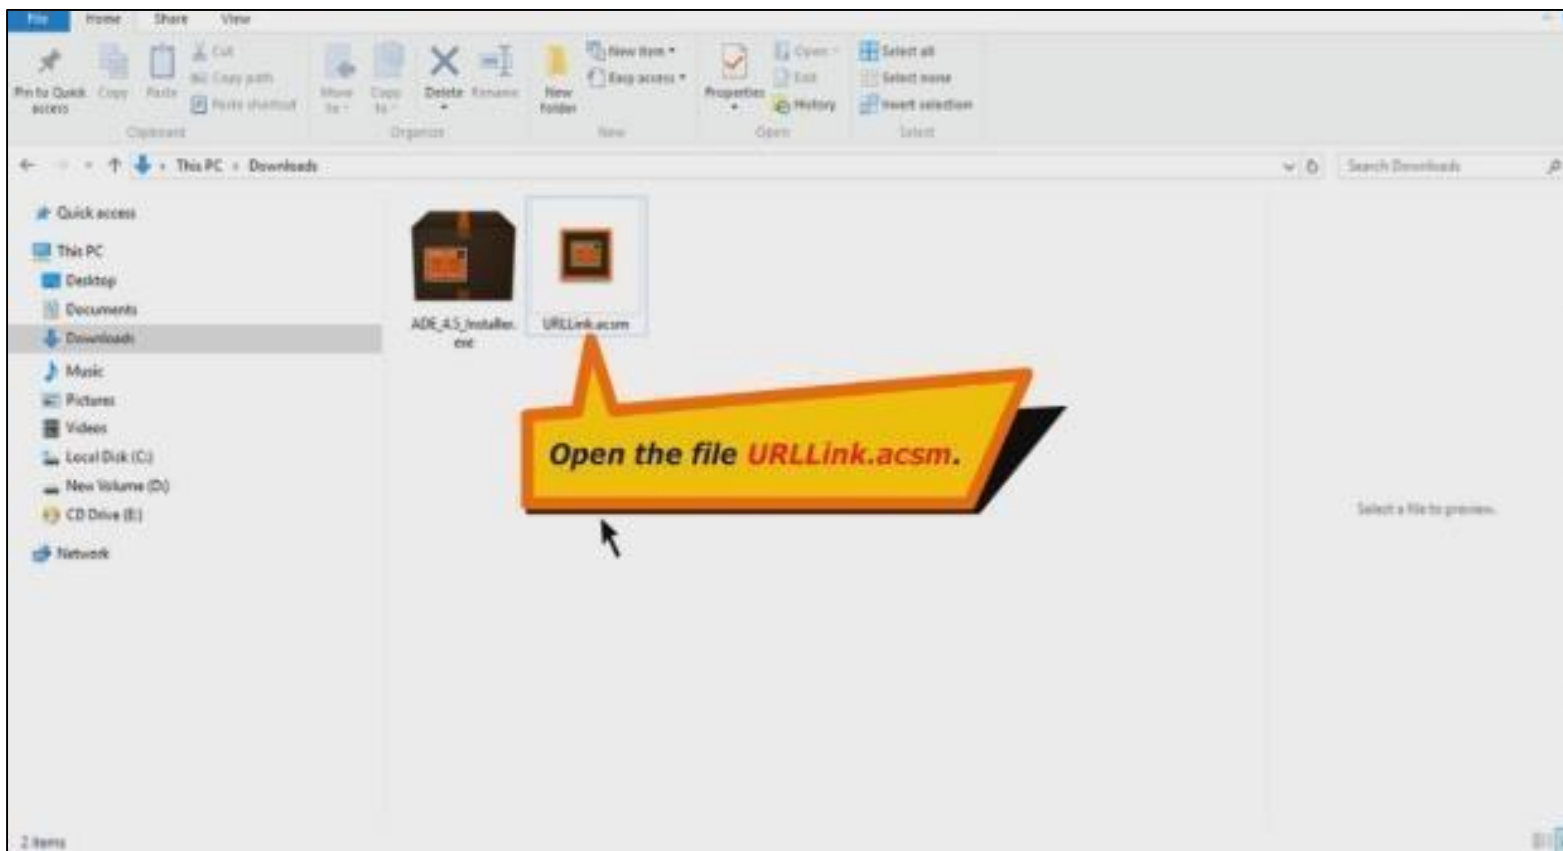 File Home Share View
Pin to Quick access
Copy
Paste
Cut
Copy path
Paste shortcut
Move to
Copy to
Delete
Rename
New folder
New item
Easy access
Properties
Open
Edit
History
Select all
Select none
Invert selection
Clipboard
Organize
New
Open
Select
This PC Downloads
Search Downloads
Quick access
This PC
Desktop
Documents
Downloads
Music
Pictures
Videos
Local Disk (C:)
New Volume (D:)
CD Drive (E:)
Network
ADE_4.5_Installer.
exe
URLLink.acsm
Open the file URLLink.acsm.
Select a file to preview.
2 items